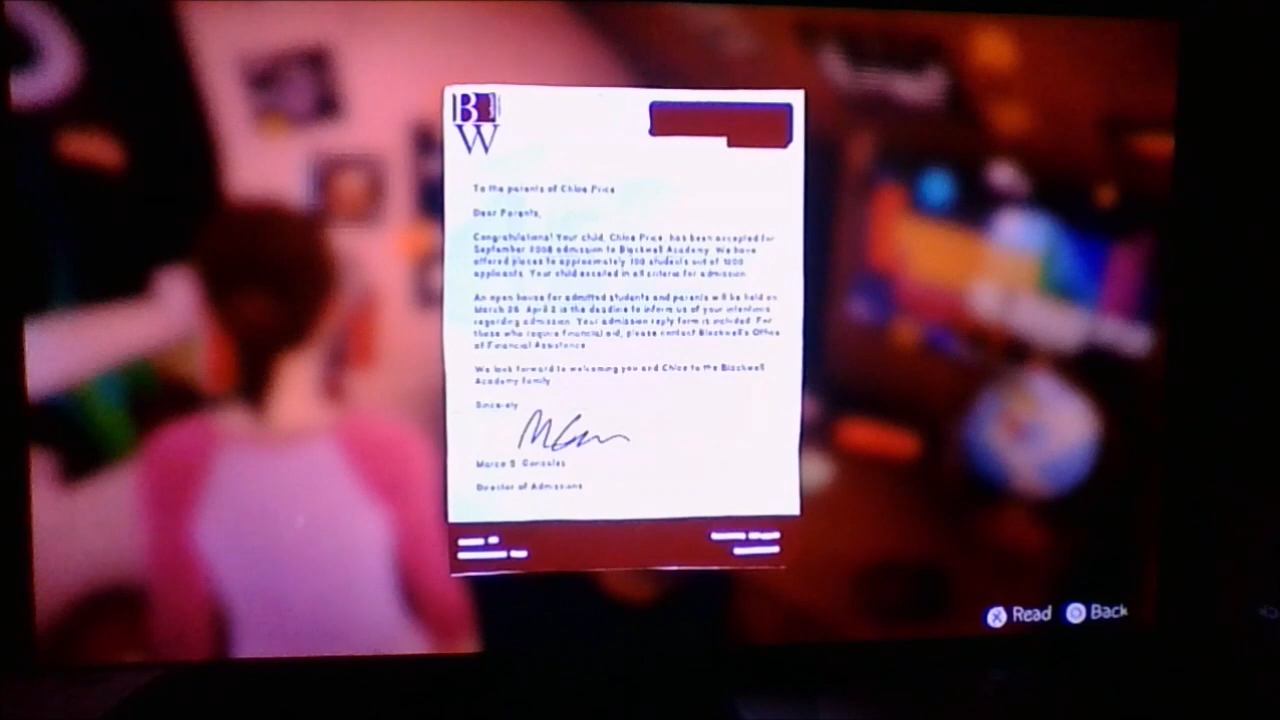 B
W
To the parents of Chloe Price
Dear Parents,
Congratulations! Your child, Chloe Price, has been accepted for
September 2008 admission to Blackwell Academy. We have
offered places to approximately 100 students out of 1200
applicants. Your child excelled in all criteria for admission.
An open house for admitted students and parents will be held on
March 26. April 2 is the deadline to inform us of your intentions
regarding admission. Your admission reply form is included. For
those who require financial aid, please contact Blackwell's Office
of Financial Assistance.
We look forward to welcoming you and Chloe to the Blackwell
Academy family.
Sincerely
Marco S. Gonzales
Director of Admissions
Read
Back